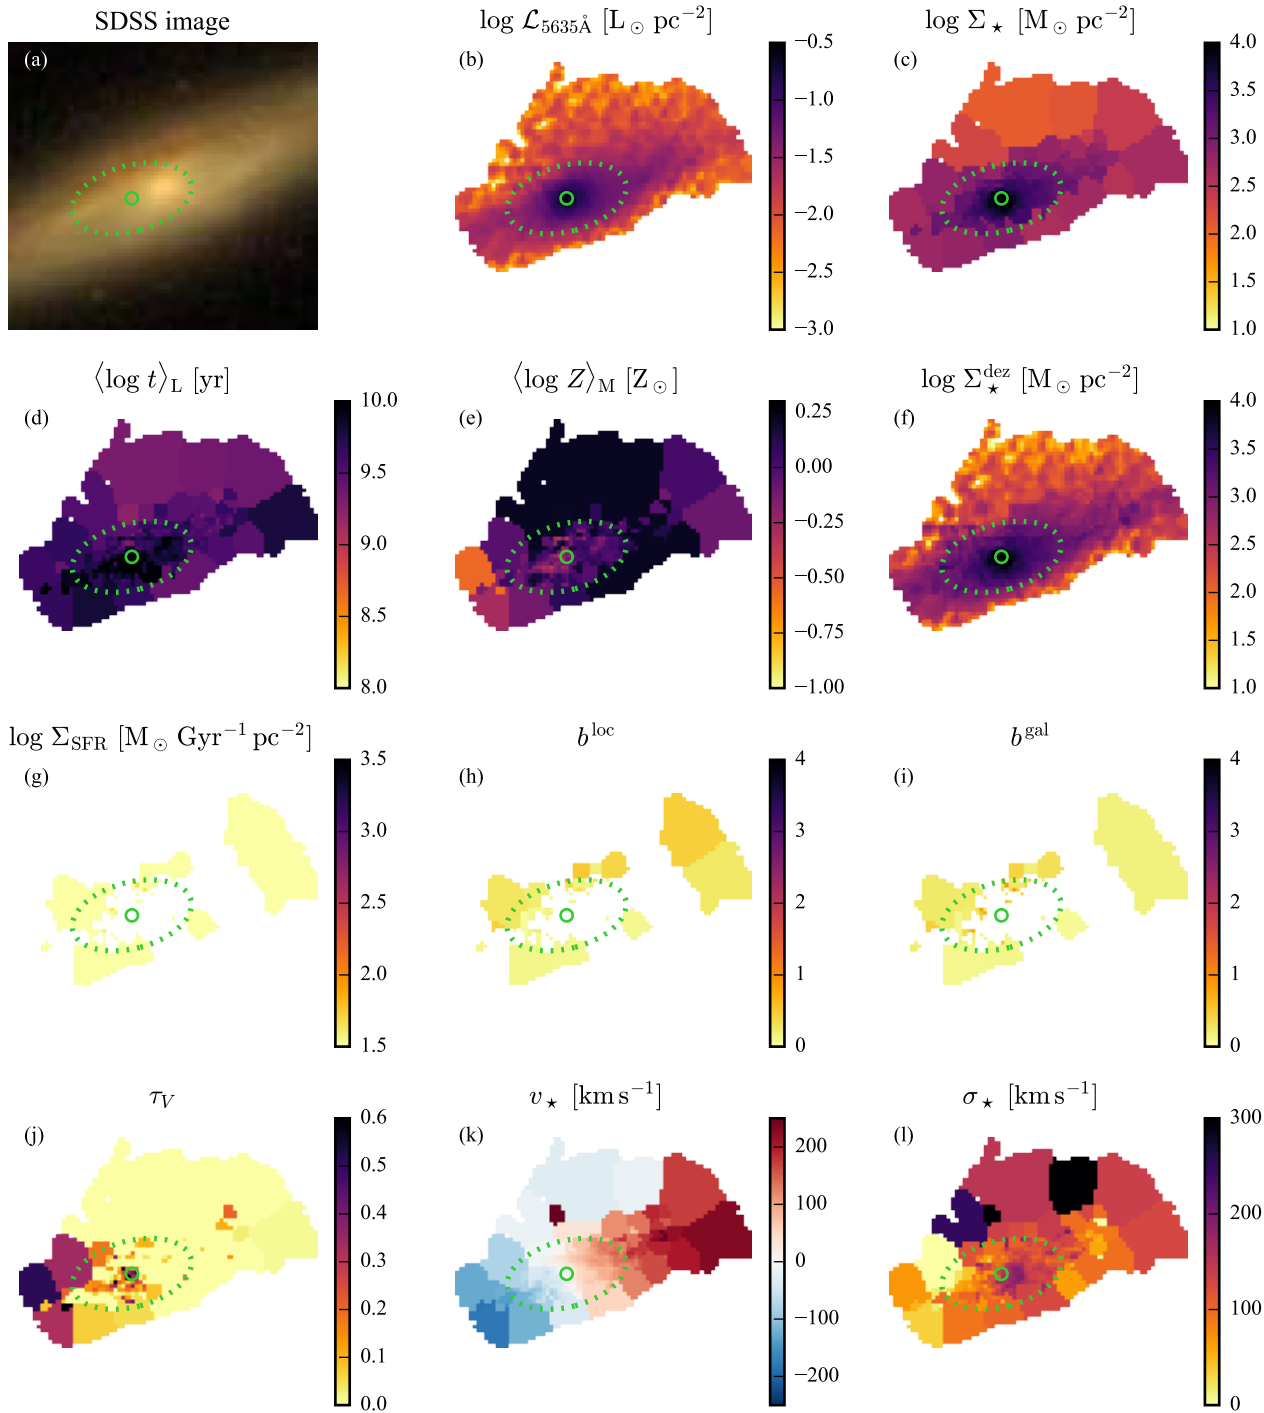 SDSS image
log ℒ5635Å [L⊙ pc−2]
log Σ⋆ [M⊙ pc−2]
(a)
(b)
(c)
−0.5
−1.0
−1.5
−2.0
−2.5
−3.0
4.0
3.5
3.0
2.5
2.0
1.5
1.0
⟨log t⟩L [yr]
⟨log Z⟩M [Z⊙]
log Σ⋆dez [M⊙ pc−2]
(d)
(e)
(f)
10.0
9.5
9.0
8.5
8.0
0.25
0.00
−0.25
−0.50
−0.75
−1.00
4.0
3.5
3.0
2.5
2.0
1.5
1.0
log ΣSFR [M⊙ Gyr−1 pc−2]
bloc
bgal
(g)
(h)
(i)
3.5
3.0
2.5
2.0
1.5
4
3
2
1
0
4
3
2
1
0
τV
v⋆ [km s−1]
σ⋆ [km s−1]
(j)
(k)
(l)
0.6
0.5
0.4
0.3
0.2
0.1
0.0
200
100
0
−100
−200
300
200
100
0